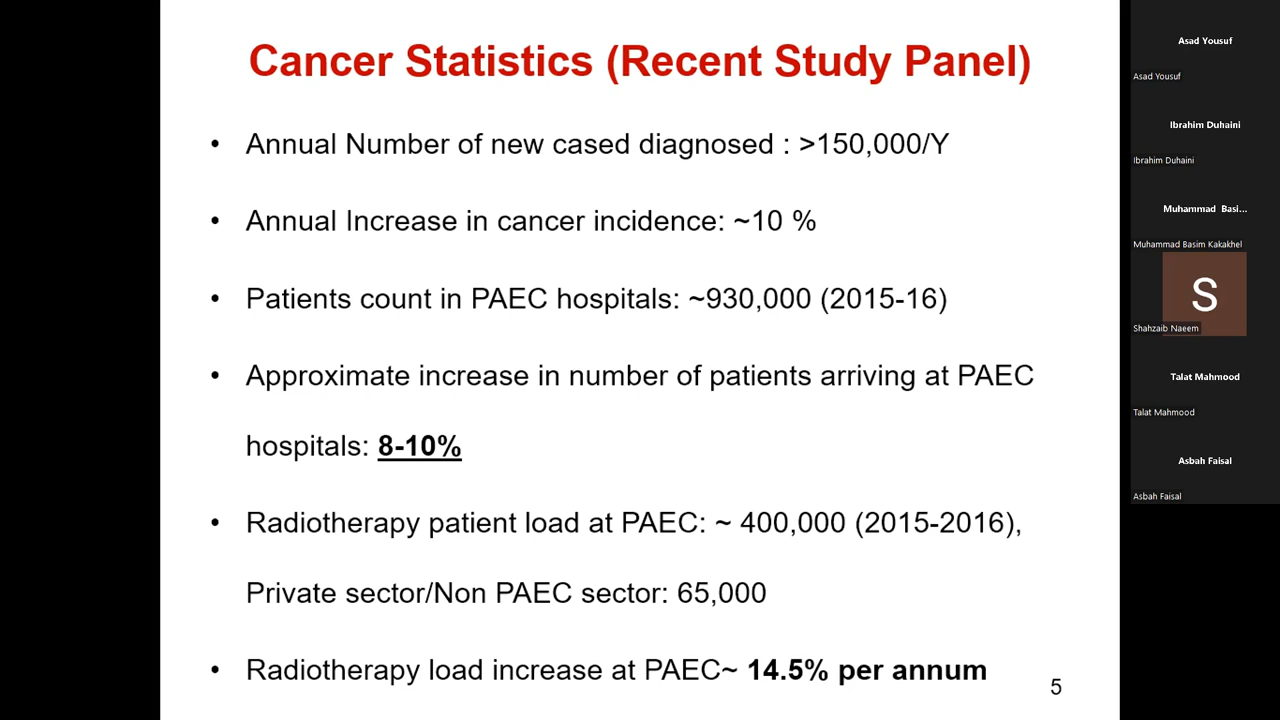 Cancer Statistics (Recent Study Panel)
• Annual Number of new cased diagnosed : >150,000/Y
• Annual Increase in cancer incidence: ~10 %
• Patients count in PAEC hospitals: ~930,000 (2015-16)
• Approximate increase in number of patients arriving at PAEC
hospitals: 8-10%
• Radiotherapy patient load at PAEC: ~ 400,000 (2015-2016),
Private sector/Non PAEC sector: 65,000
• Radiotherapy load increase at PAEC~ 14.5% per annum
5
Asad Yousuf
Asad Yousuf
Ibrahim Duhaini
Ibrahim Duhaini
Muhammad Basi...
Muhammad Basim Kakakhel
S
Shahzaib Naeem
Talat Mahmood
Talat Mahmood
Asbah Faisal
Asbah Faisal